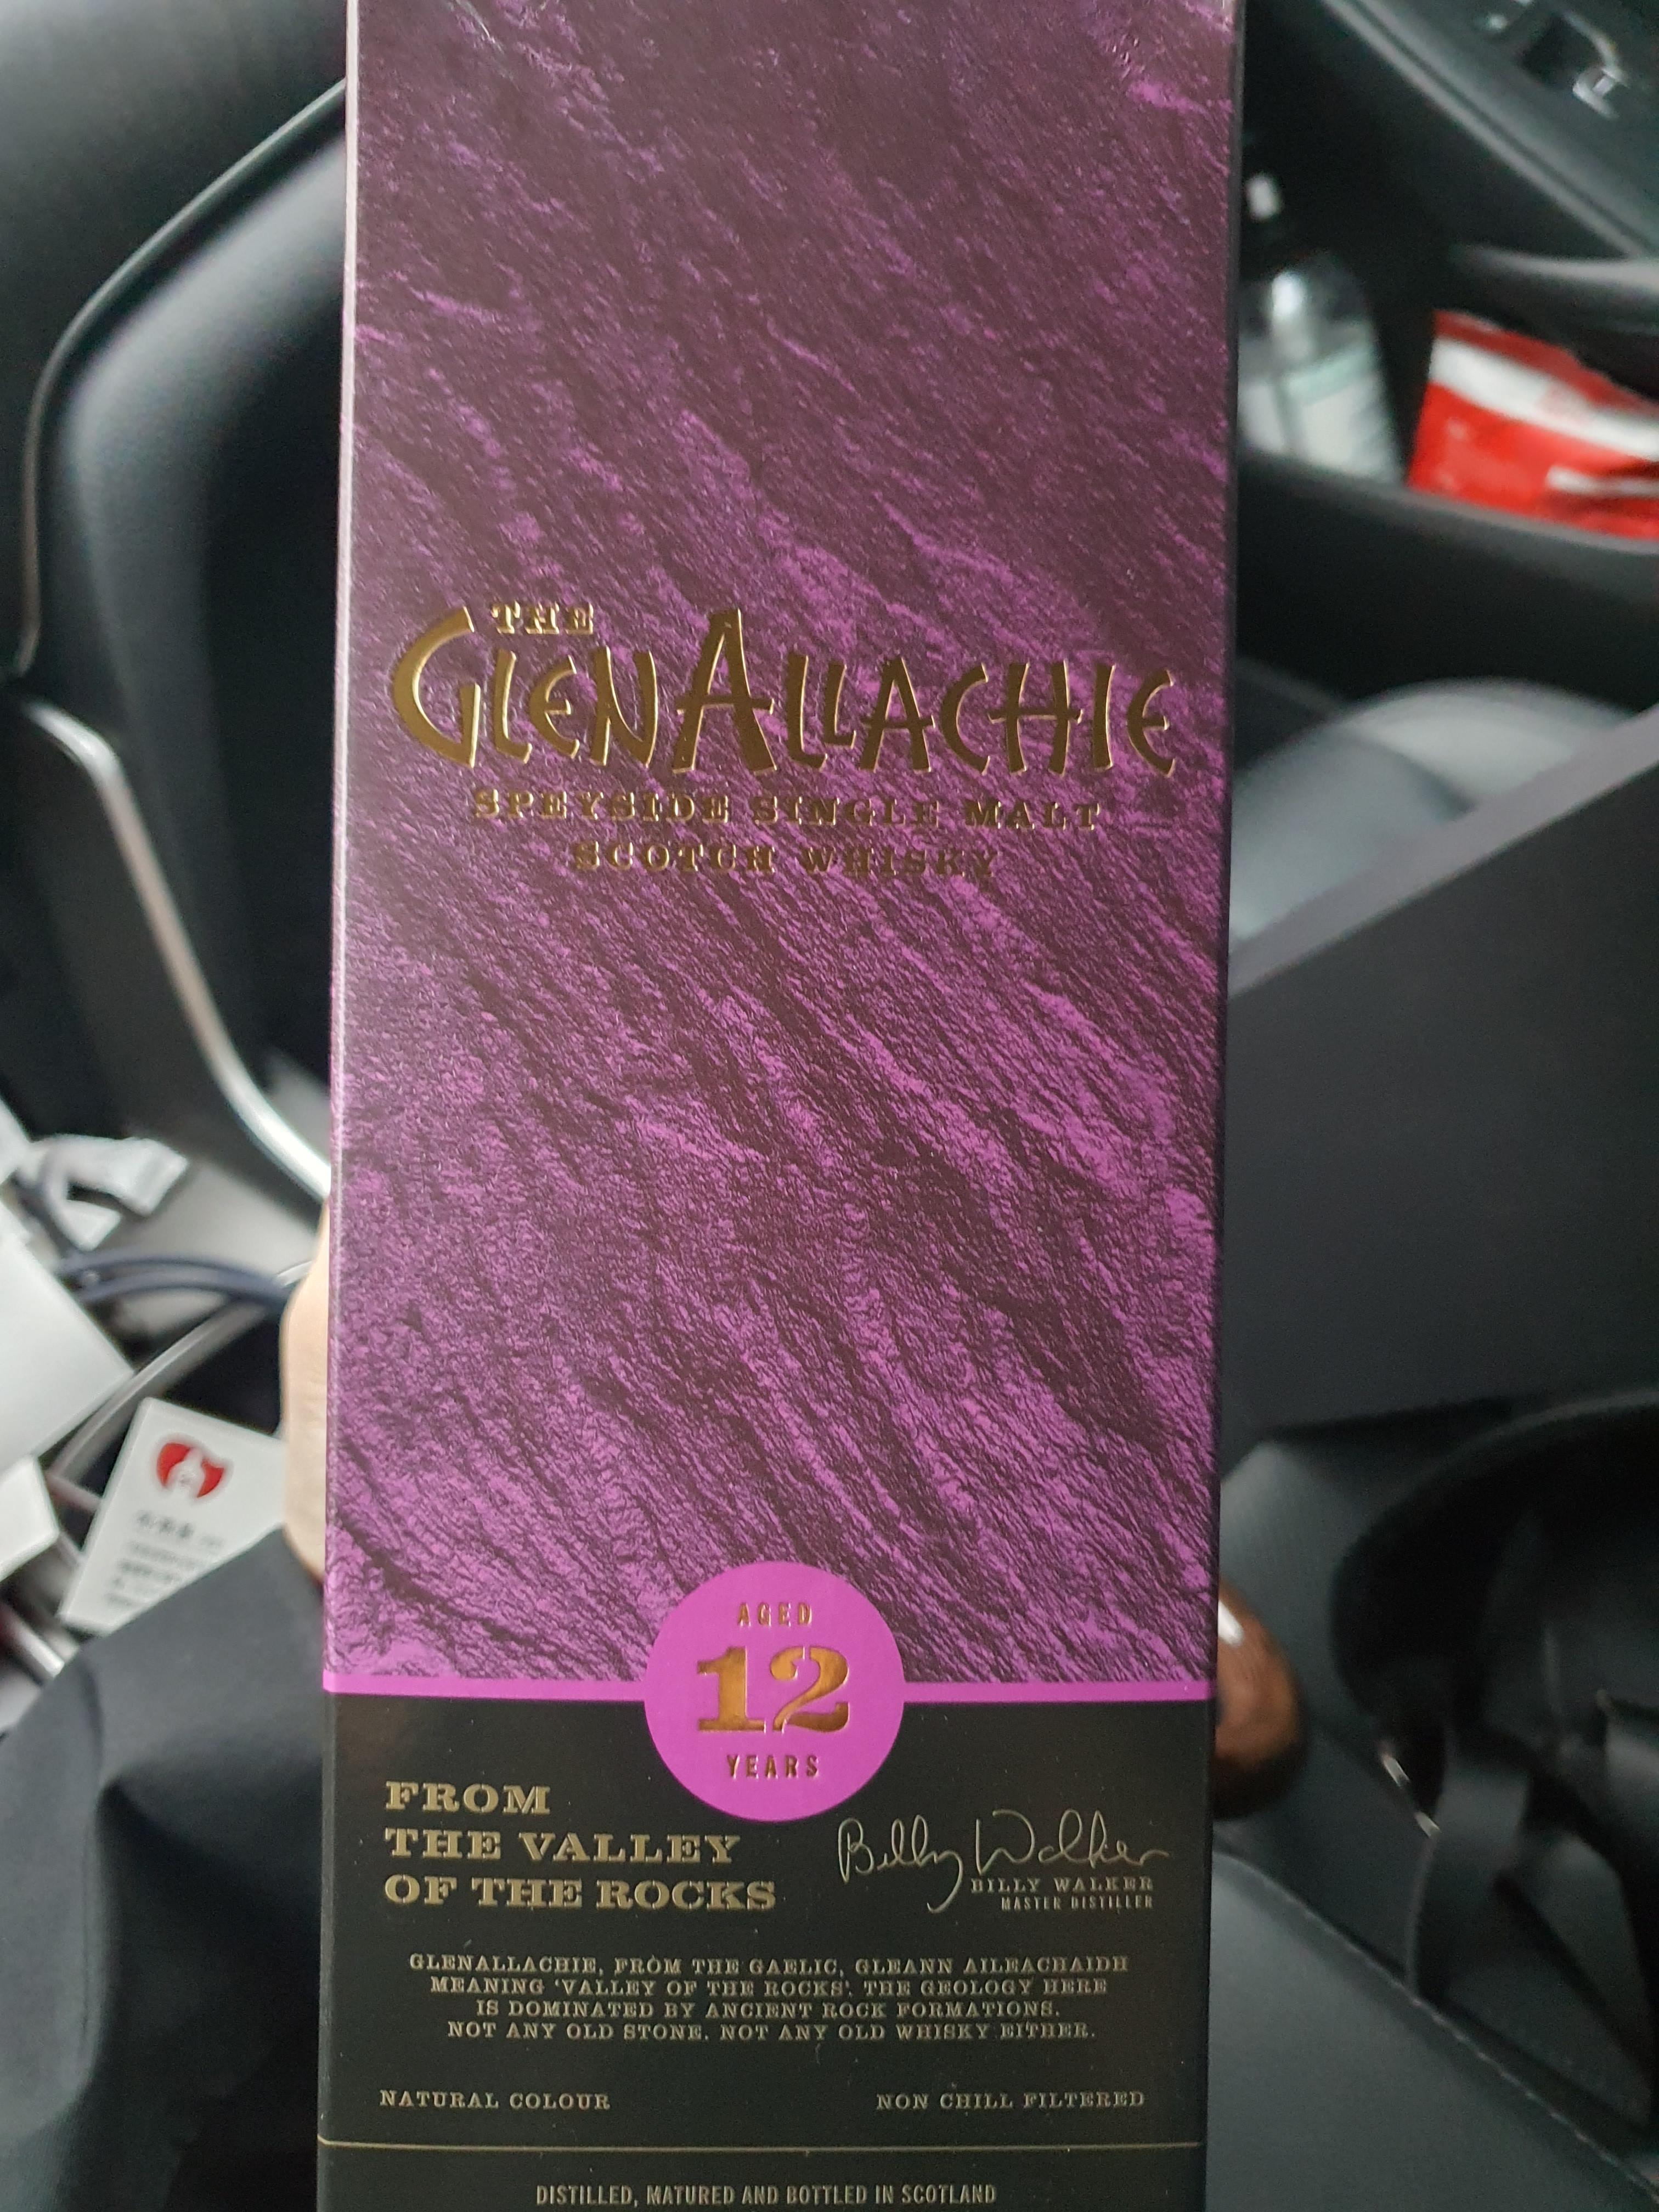 THE
GLENALLACHIE
SPEYSIDE SINGLE MALT
SCOTCH WHISKY
AGED
12
YEARS
FROM
THE VALLEY
OF THE ROCKS
Billy Walker
BILLY WALKER
MASTER DISTILLER
GLENALLACHIE, FROM THE GAELIC, GLEANN AILEACHAIDH
MEANING 'VALLEY OF THE ROCKS'. THE GEOLOGY HERE
IS DOMINATED BY ANCIENT ROCK FORMATIONS.
NOT ANY OLD STONE. NOT ANY OLD WHISKY EITHER.
NATURAL COLOUR
NON CHILL FILTERED
DISTILLED, MATURED AND BOTTLED IN SCOTLAND